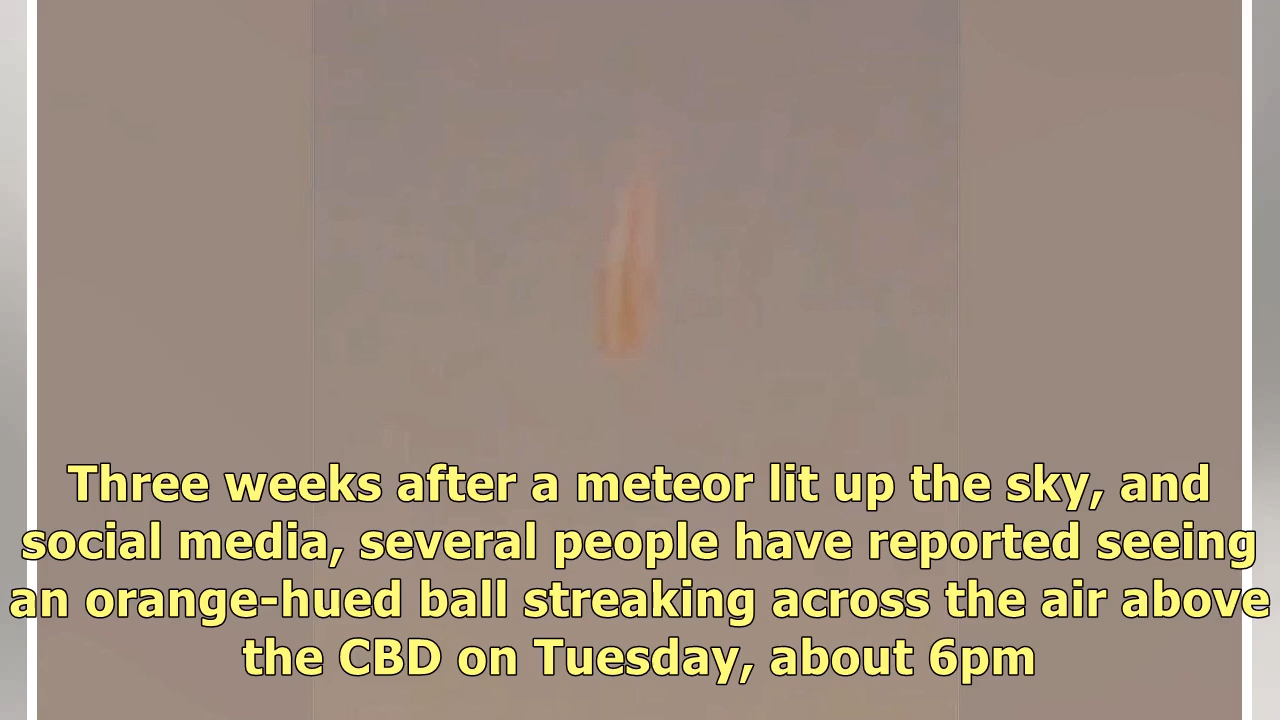 Three weeks after a meteor lit up the sky, and
social media, several people have reported seeing
an orange-hued ball streaking across the air above
the CBD on Tuesday, about 6pm